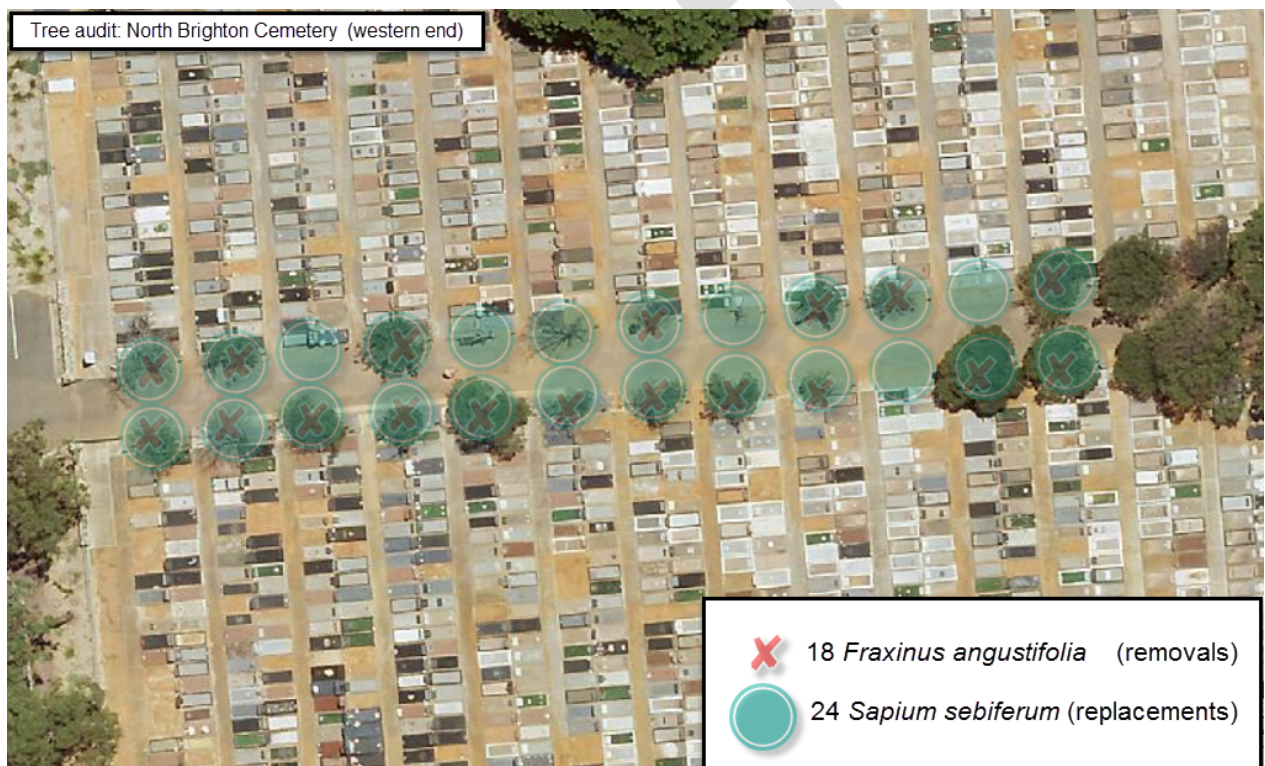 Tree audit: North Brighton Cemetery (western end)
18 Fraxinus angustifolia (removals)
24 Sapium sebiferum (replacements)